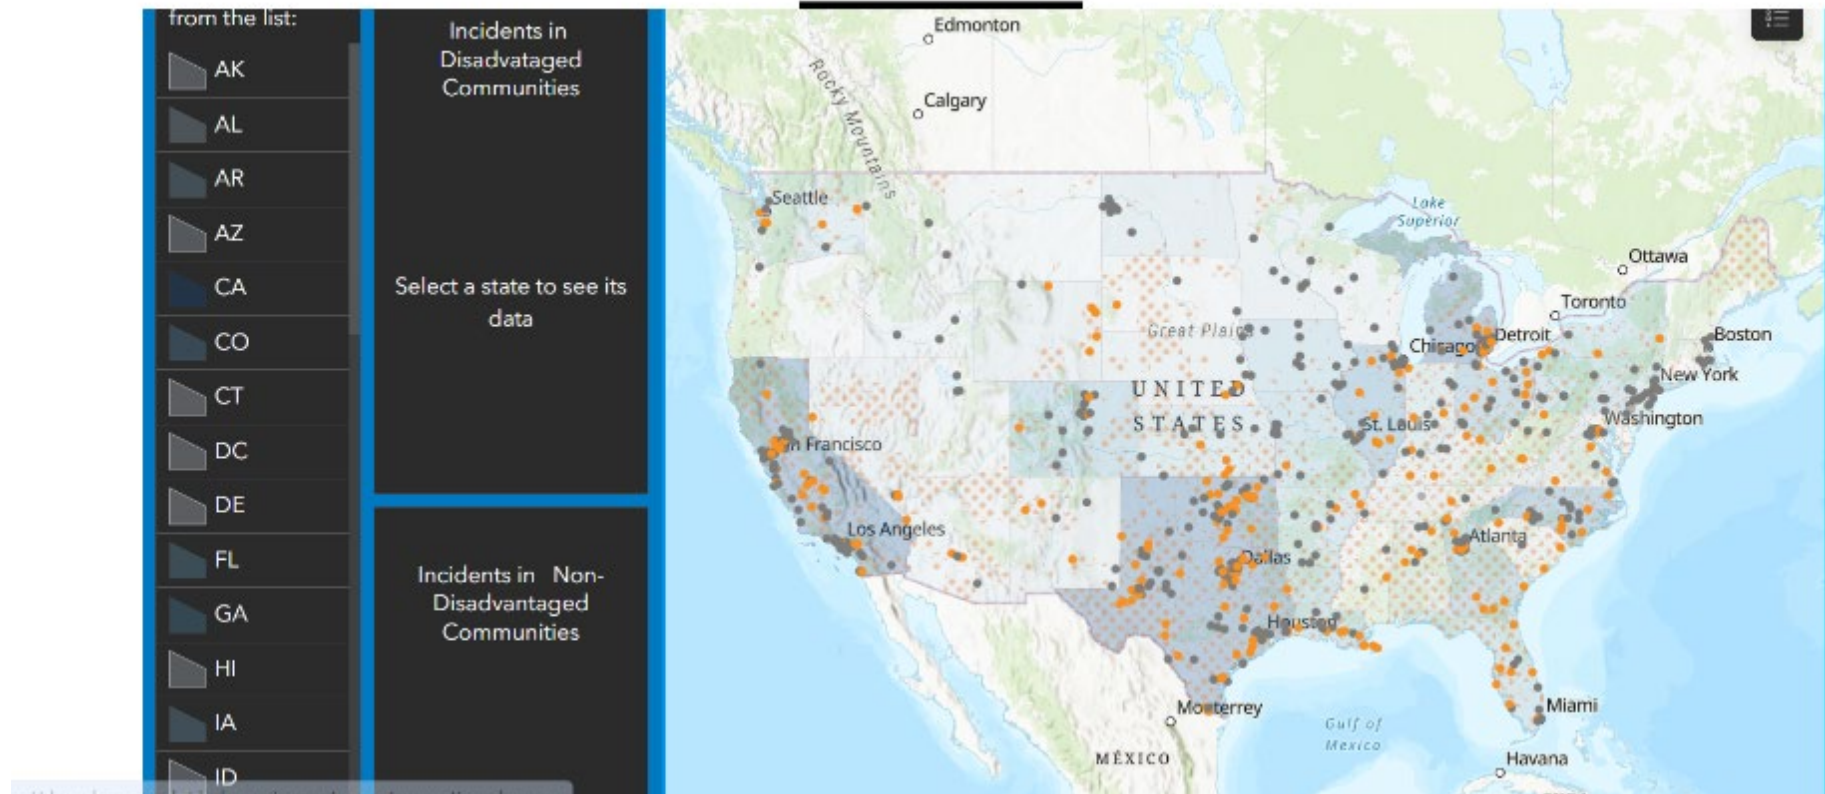 from the list:
AK
AL
AR
AZ
CA
CO
CT
DC
DE
FL
GA
HI
IA
ID
Incidents in
Disadvataged
Communities
Select a state to see its
data
Incidents in Non-
Disadvantaged
Communities
Edmonton
Rocky Mountains
Calgary
Seattle
Lake
Superior
Ottawa
Toronto
Great Plains
Chicago
Detroit
Boston
New York
UNITED
STATES
St. Louis
Washington
San Francisco
Los Angeles
Atlanta
Dallas
Houston
Monterrey
Miami
Gulf of
Mexico
MÉXICO
Havana